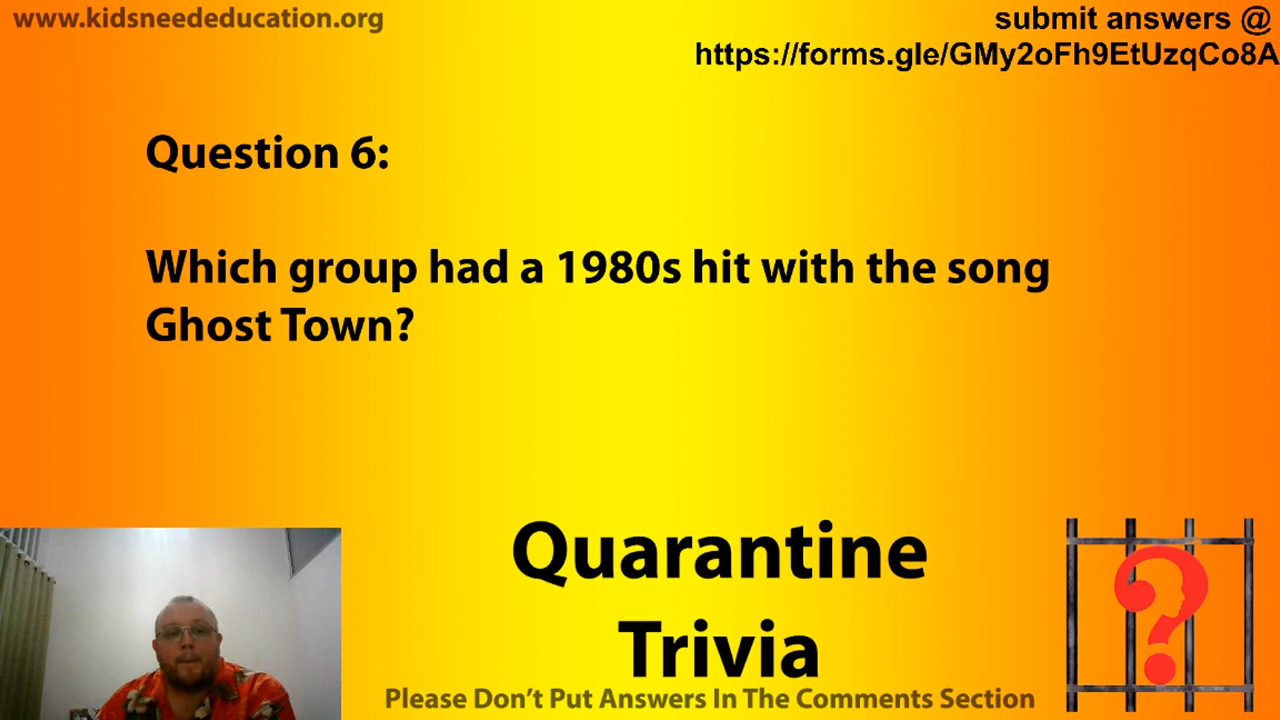 www.kidsneededucation.org
submit answers @
https://forms.gle/GMy2oFh9EtUzqCo8A
Question 6:
Which group had a 1980s hit with the song
Ghost Town?
Quarantine
Trivia
Please Don't Put Answers In The Comments Section